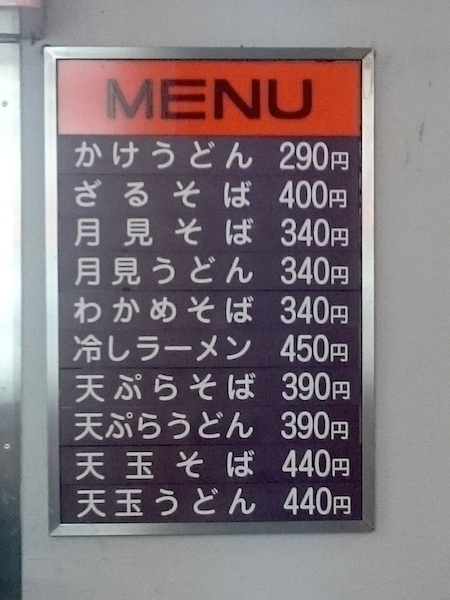 MENU
かけうどん 290円
ざるそば 400円
月見そば 340円
月見うどん 340円
わかめそば 340円
冷しラーメン 450円
天ぷらそば 390円
天ぷらうどん 390円
天玉そば 440円
天玉うどん 440円